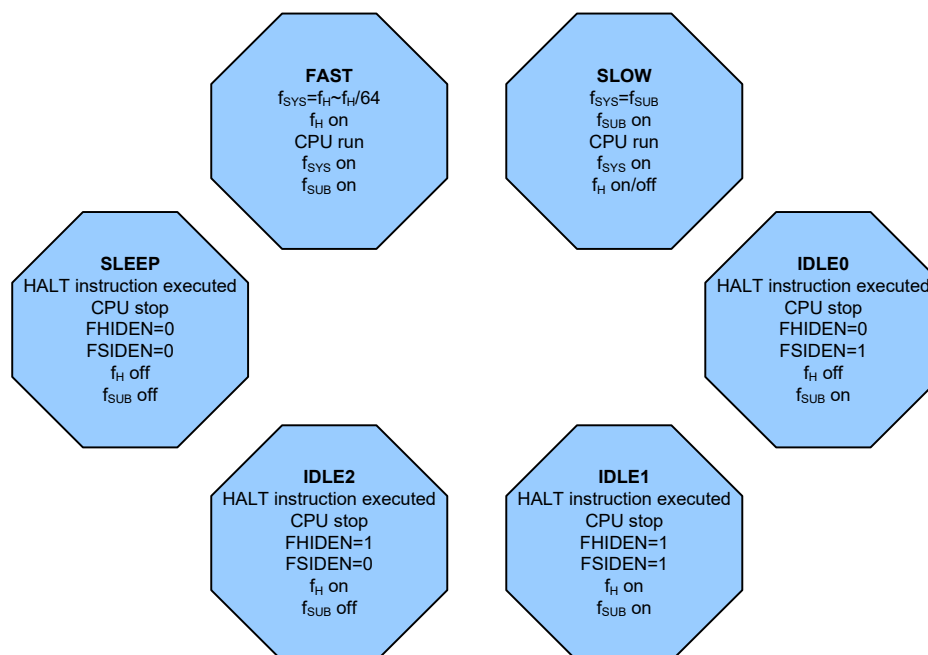 FAST
fSYS=fH~fH/64
fH on
CPU run
fSYS on
fSUB on
SLOW
fSYS=fSUB
fSUB on
CPU run
fSYS on
fH on/off
SLEEP
HALT instruction executed
CPU stop
FHIDEN=0
FSIDEN=0
fH off
fSUB off
IDLE0
HALT instruction executed
CPU stop
FHIDEN=0
FSIDEN=1
fH off
fSUB on
IDLE2
HALT instruction executed
CPU stop
FHIDEN=1
FSIDEN=0
fH on
fSUB off
IDLE1
HALT instruction executed
CPU stop
FHIDEN=1
FSIDEN=1
fH on
fSUB on